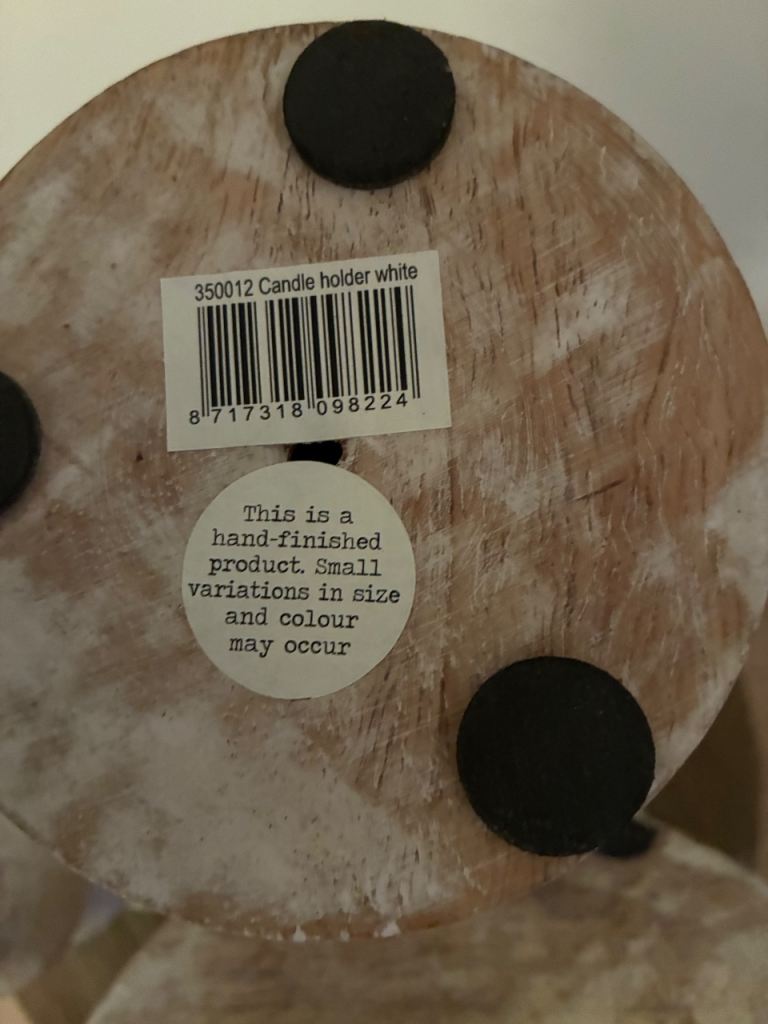 350012 Candle holder white
8 717318 098224
This is a
hand-finished
product. Small
variations in size
and colour
may occur